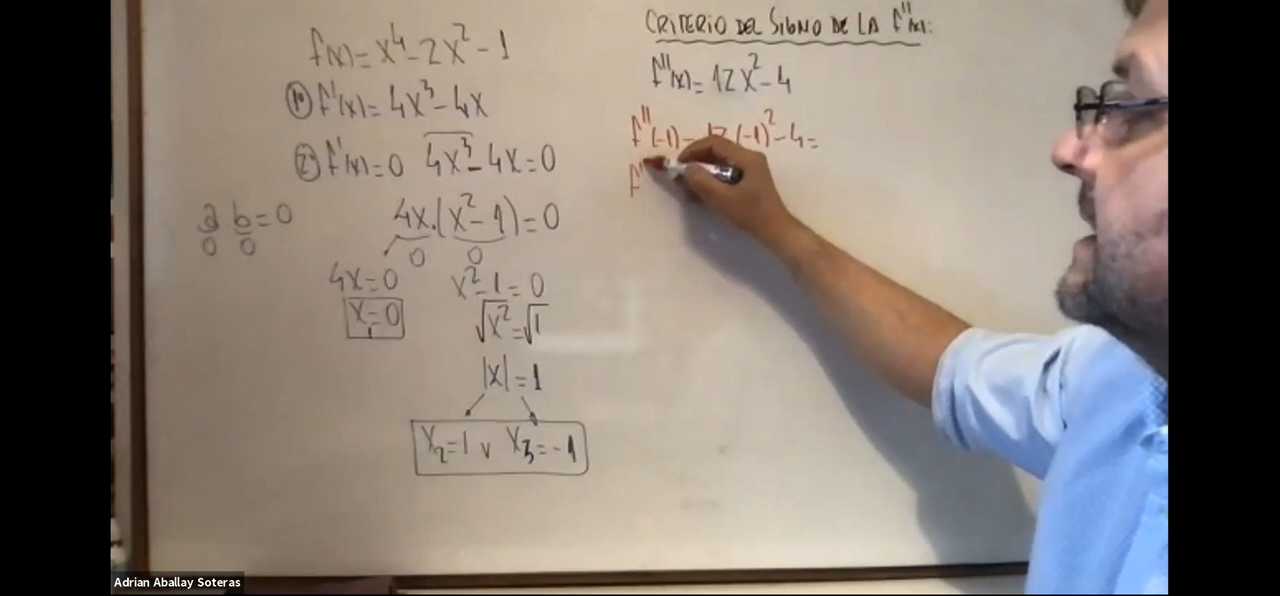 f(x)=x⁴-2x²-1
① f'(x)=4x³-4x
② f'(x)=0 4x³-4x=0
a b=0
0 0
4x.(x²-1)=0
0 0
4x=0 x²-1=0
x₁=0 √x²=√1
|x|=1
x₂=1 v x₃=-1
CRITERIO DEL SIGNO DE LA f''(x):
f''(x)=12x²-4
f''(-1)=12(-1)²-4=
f''
Adrian Aballay Soteras